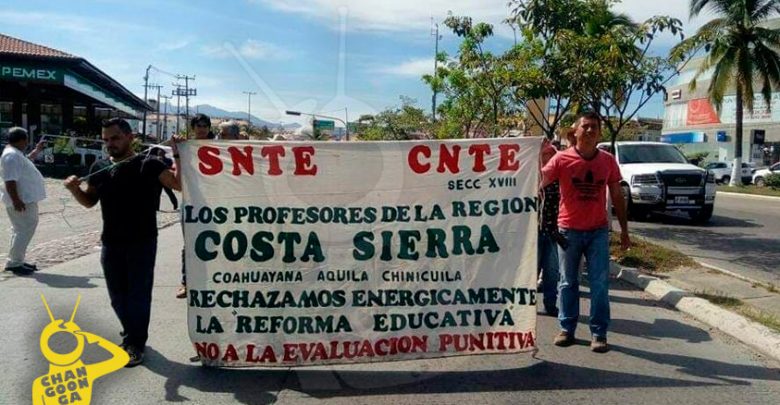 PEMEX
SNTE CNTE
SECC XVIII
LOS PROFESORES DE LA REGION
COSTA SIERRA
COAHUAYANA AQUILA CHINICUILA
RECHAZAMOS ENERGICAMENTE
LA REFORMA EDUCATIVA
NO A LA EVALUACION PUNITIVA
CHAN
GOON
GA